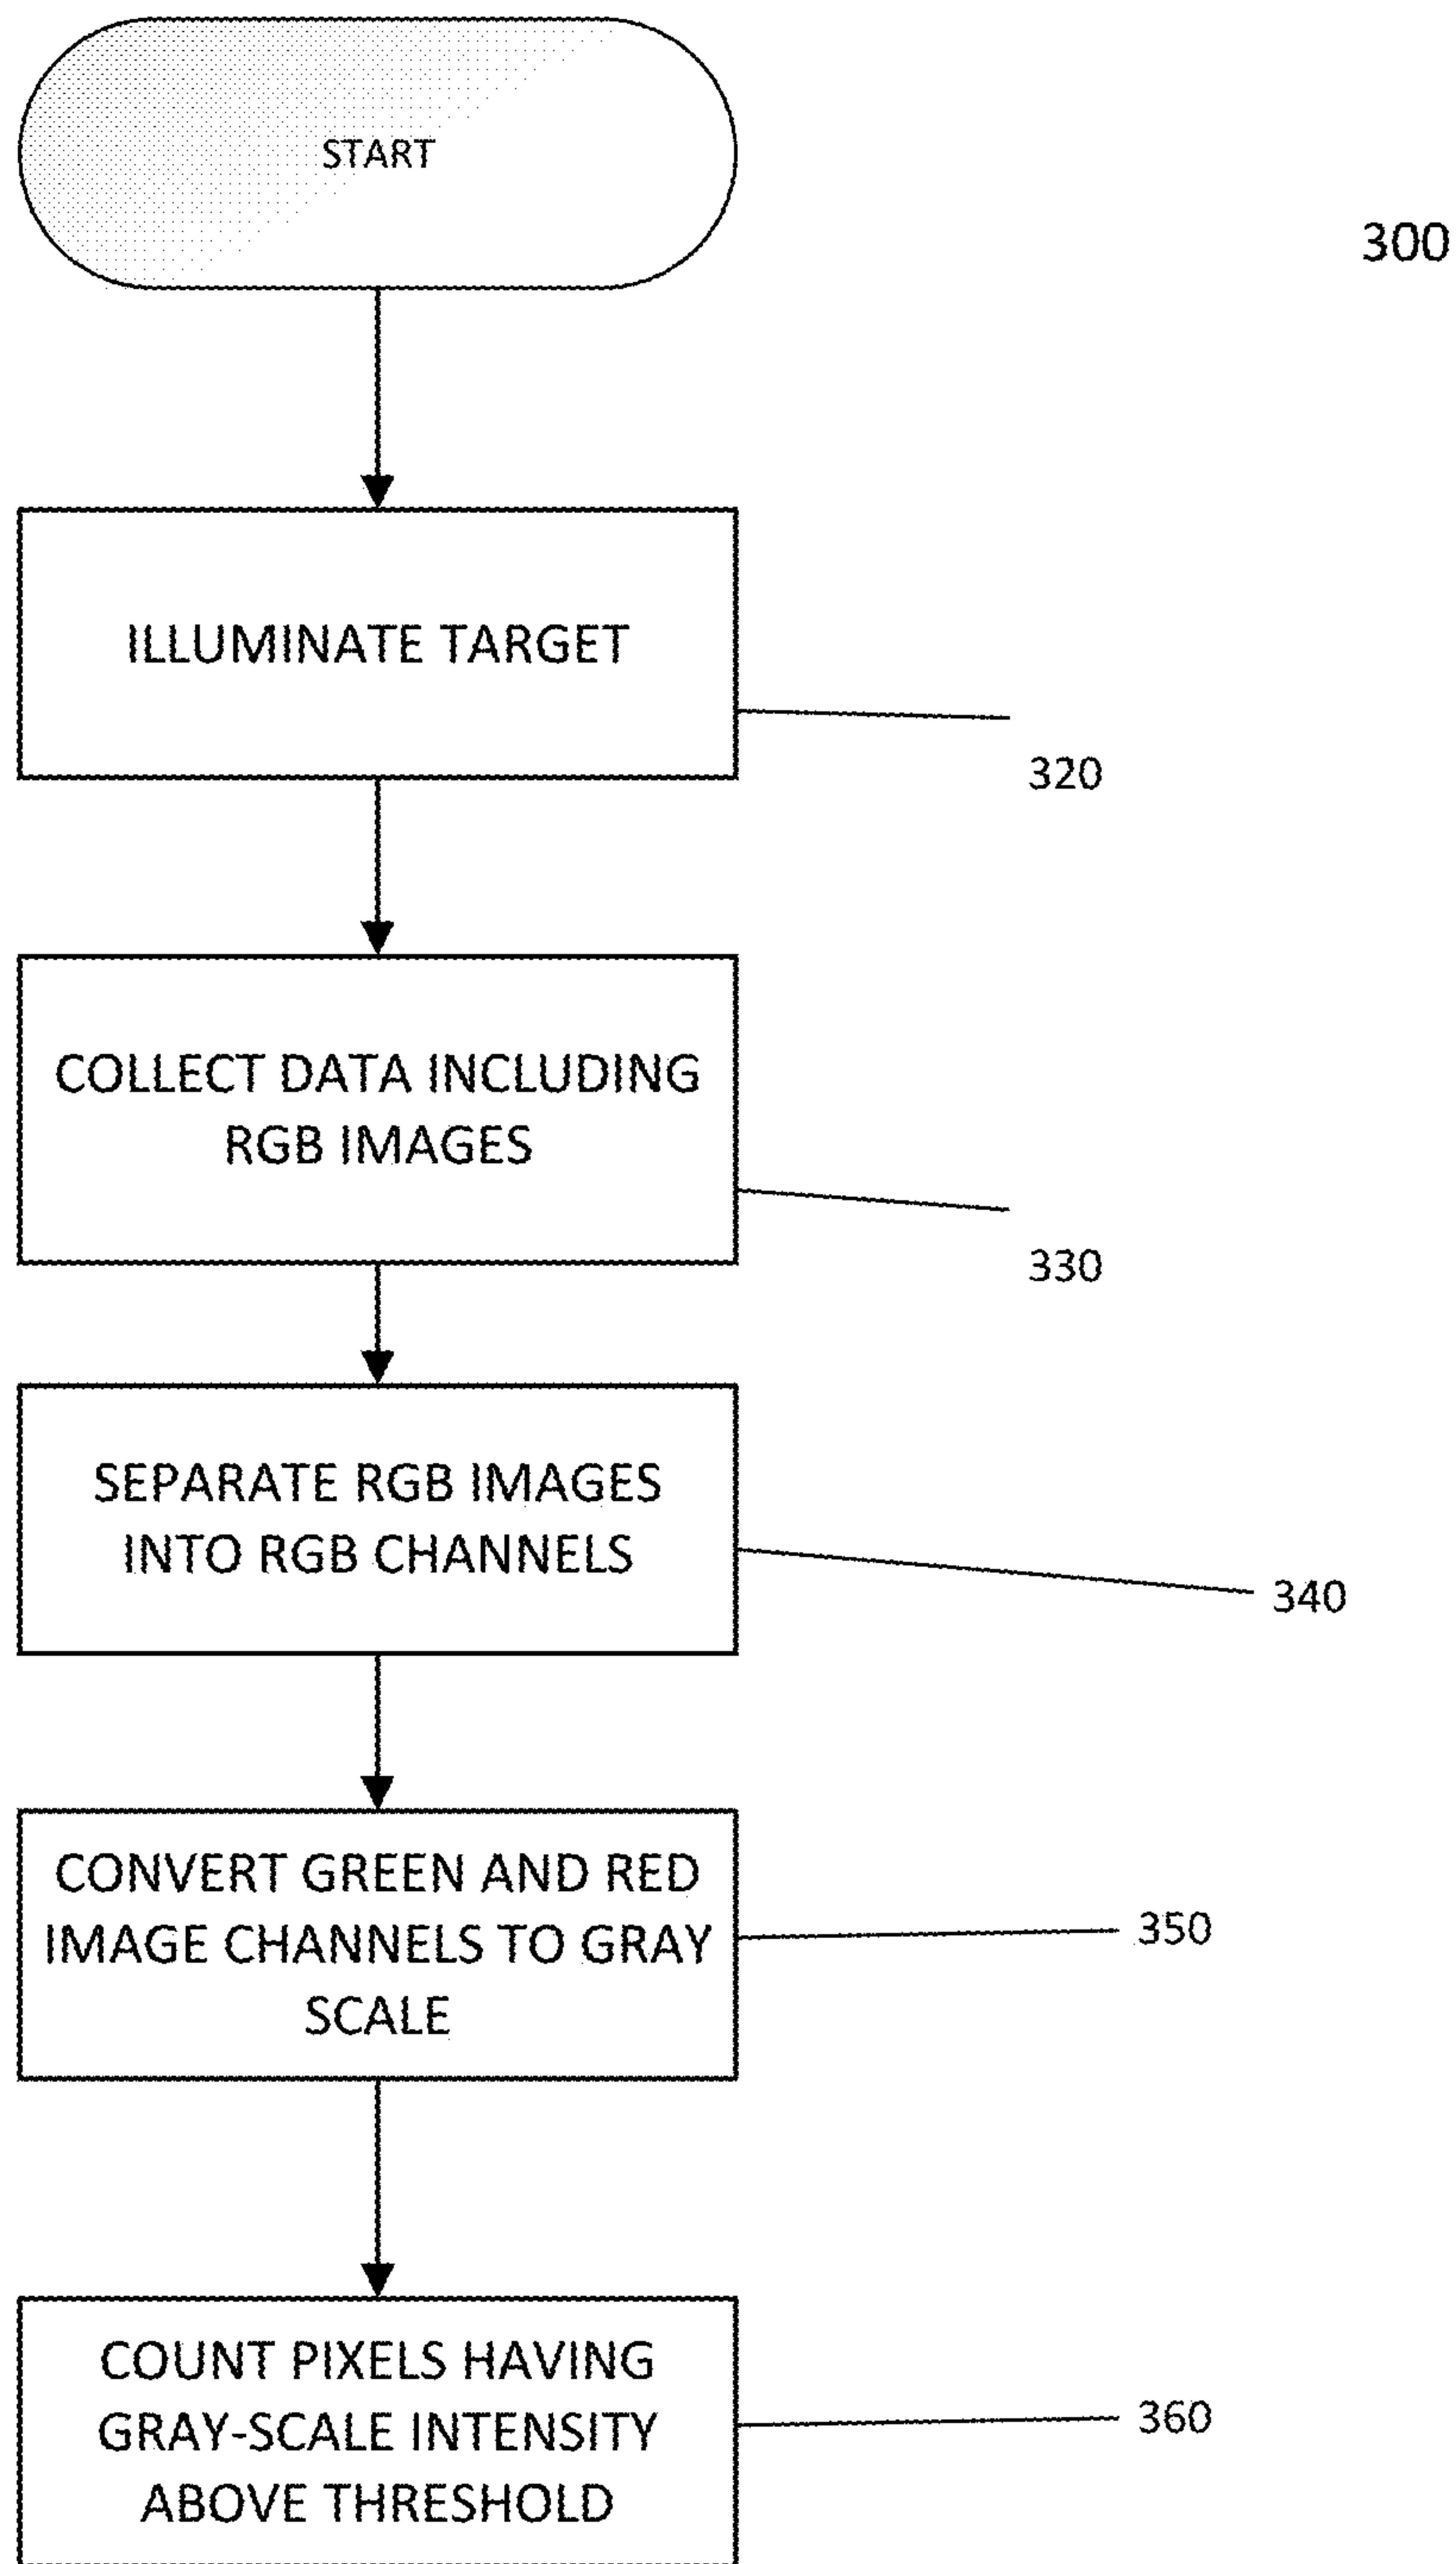 START
300
ILLUMINATE TARGET
320
COLLECT DATA INCLUDING
RGB IMAGES
330
SEPARATE RGB IMAGES
INTO RGB CHANNELS
340
CONVERT GREEN AND RED
IMAGE CHANNELS TO GRAY
SCALE
350
COUNT PIXELS HAVING
GRAY-SCALE INTENSITY
ABOVE THRESHOLD
360